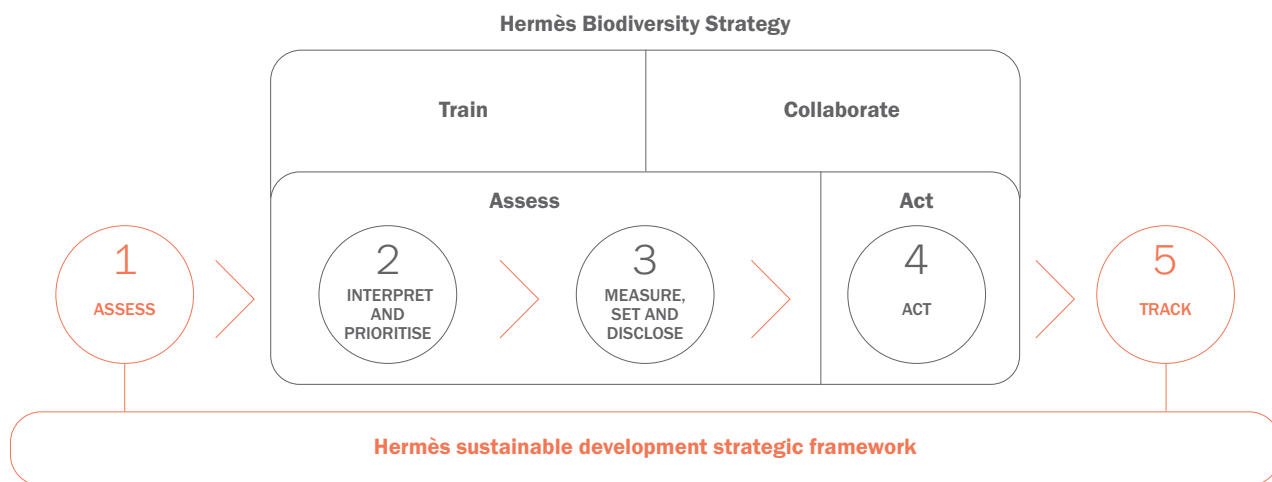 Hermès Biodiversity Strategy
Train
Collaborate
Assess
Act
1
ASSESS
2
INTERPRET
AND
PRIORITISE
3
MEASURE,
SET AND
DISCLOSE
4
ACT
5
TRACK
Hermès sustainable development strategic framework